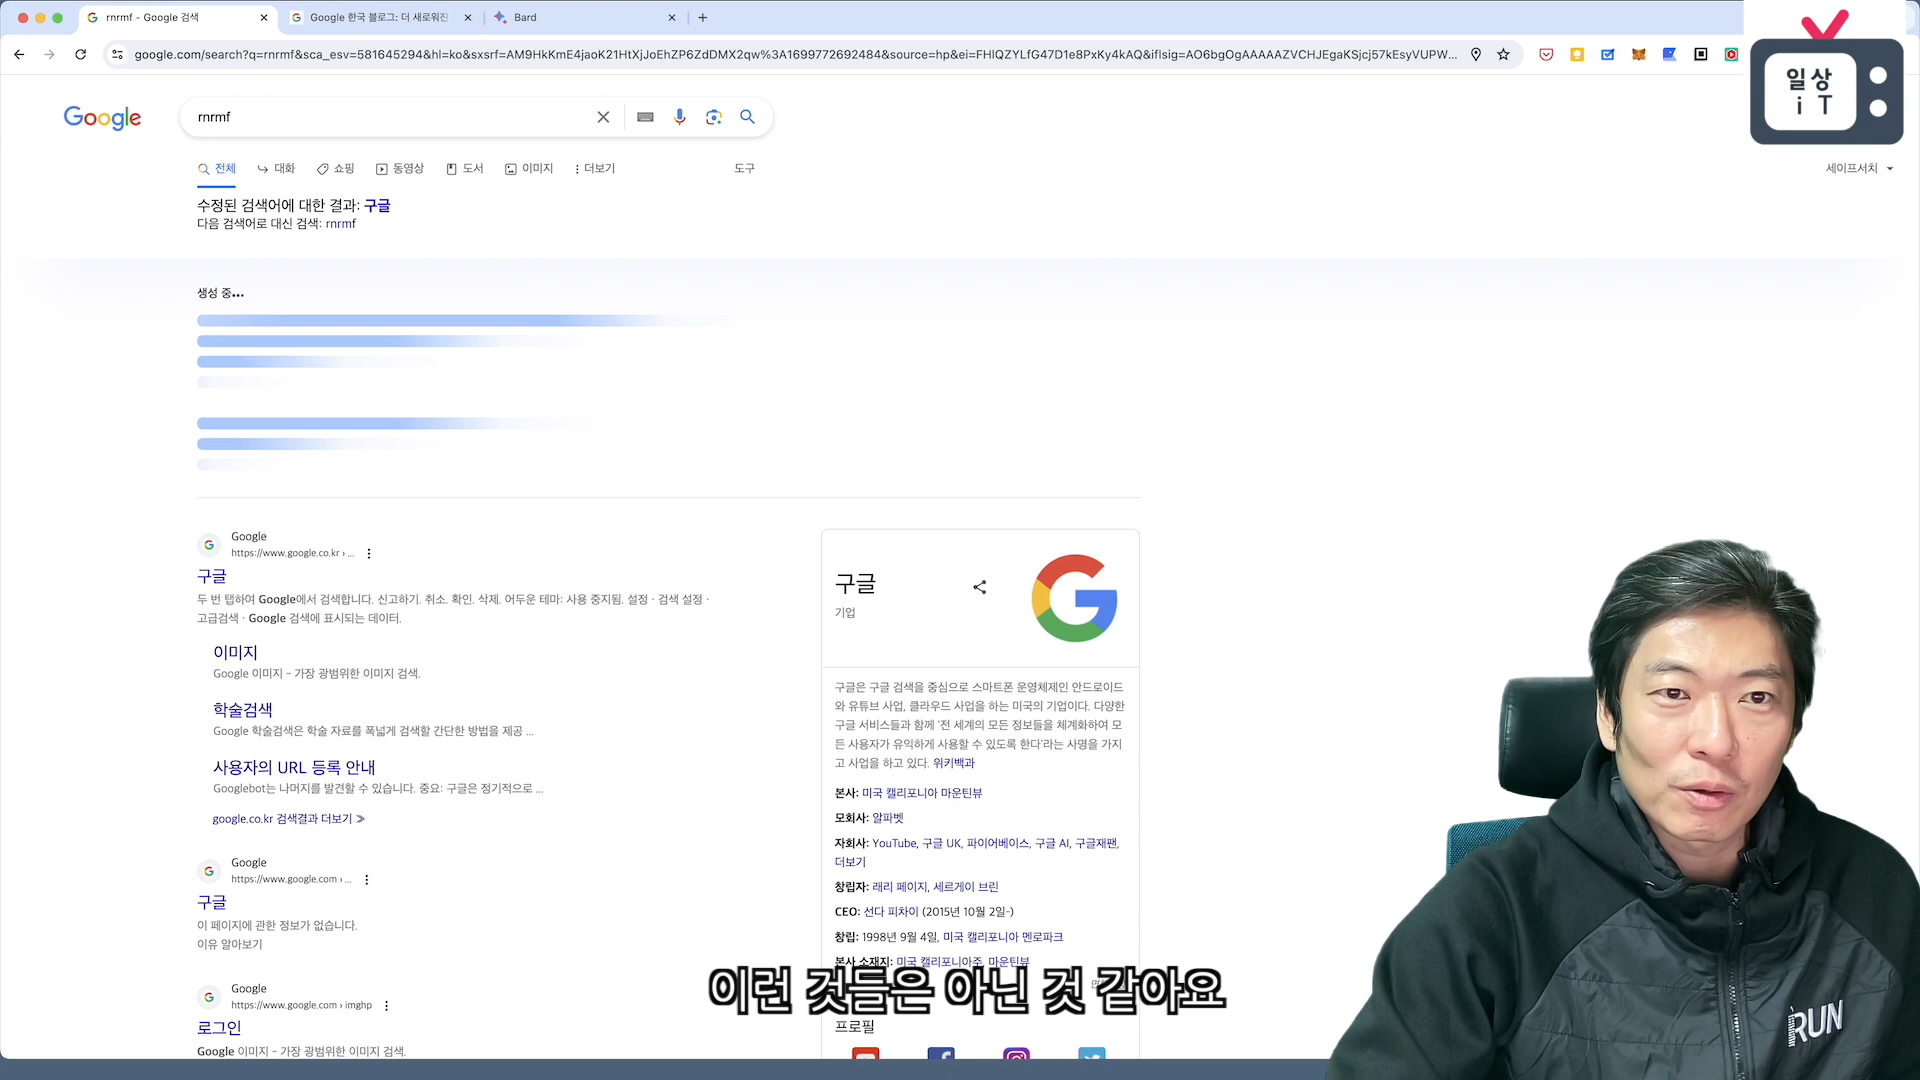 rnrmf - Google 검색
Google 한국 블로그: 더 새로워진
Bard
google.com/search?q=rnrmf&sca_esv=581645294&hl=ko&sxsrf=AM9HkKmE4jaoK21HtXjJoEhZP6ZdDMX2qw%3A1699772692484&source=hp&ei=FHlQZYLfG47D1e8PxKy4kAQ&iflsig=AO6bgOgAAAAAZVCHJEgaKSjcj57kEsyVUPW...
일상
iT
Google
rnrmf
전체
대화
쇼핑
동영상
도서
이미지
더보기
도구
세이프서치
수정된 검색어에 대한 결과: 구글
다음 검색어로 대신 검색: rnrmf
생성 중...
Google
https://www.google.co.kr › ...
구글
두 번 탭하여 Google에서 검색합니다. 신고하기. 취소. 확인. 삭제. 어두운 테마: 사용 중지됨. 설정 · 검색 설정 ·
고급검색 · Google 검색에 표시되는 데이터.
이미지
Google 이미지 - 가장 광범위한 이미지 검색.
학술검색
Google 학술검색은 학술 자료를 폭넓게 검색할 간단한 방법을 제공 ...
사용자의 URL 등록 안내
Googlebot는 나머지를 발견할 수 있습니다. 중요: 구글은 정기적으로 ...
google.co.kr 검색결과 더보기 »
Google
https://www.google.com › ...
구글
이 페이지에 관한 정보가 없습니다.
이유 알아보기
Google
https://www.google.com › imghp
로그인
Google 이미지 - 가장 광범위한 이미지 검색.
구글
기업
구글은 구글 검색을 중심으로 스마트폰 운영체제인 안드로이드
와 유튜브 사업, 클라우드 사업을 하는 미국의 기업이다. 다양한
구글 서비스들과 함께 '전 세계의 모든 정보들을 체계화하여 모
든 사용자가 유익하게 사용할 수 있도록 한다'라는 사명을 가지
고 사업을 하고 있다. 위키백과
본사: 미국 캘리포니아 마운틴뷰
모회사: 알파벳
자회사: YouTube, 구글 UK, 파이어베이스, 구글 AI, 구글재팬,
더보기
창립자: 래리 페이지, 세르게이 브린
CEO: 선다 피차이 (2015년 10월 2일–)
창립: 1998년 9월 4일, 미국 캘리포니아 멘로파크
본사 소재지: 미국 캘리포니아주, 마운틴뷰
이런 것들은 아닌 것 같아요
프로필
RUN